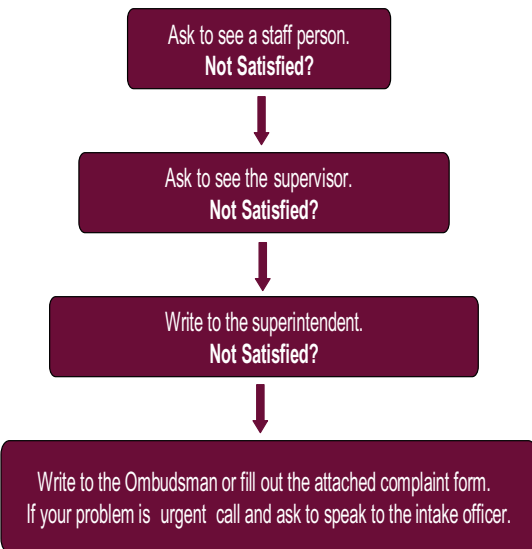 Ask to see a staff person.
Not Satisfied?
Ask to see the supervisor.
Not Satisfied?
Write to the superintendent.
Not Satisfied?
Write to the Ombudsman or fill out the attached complaint form.
If your problem is urgent call and ask to speak to the intake officer.